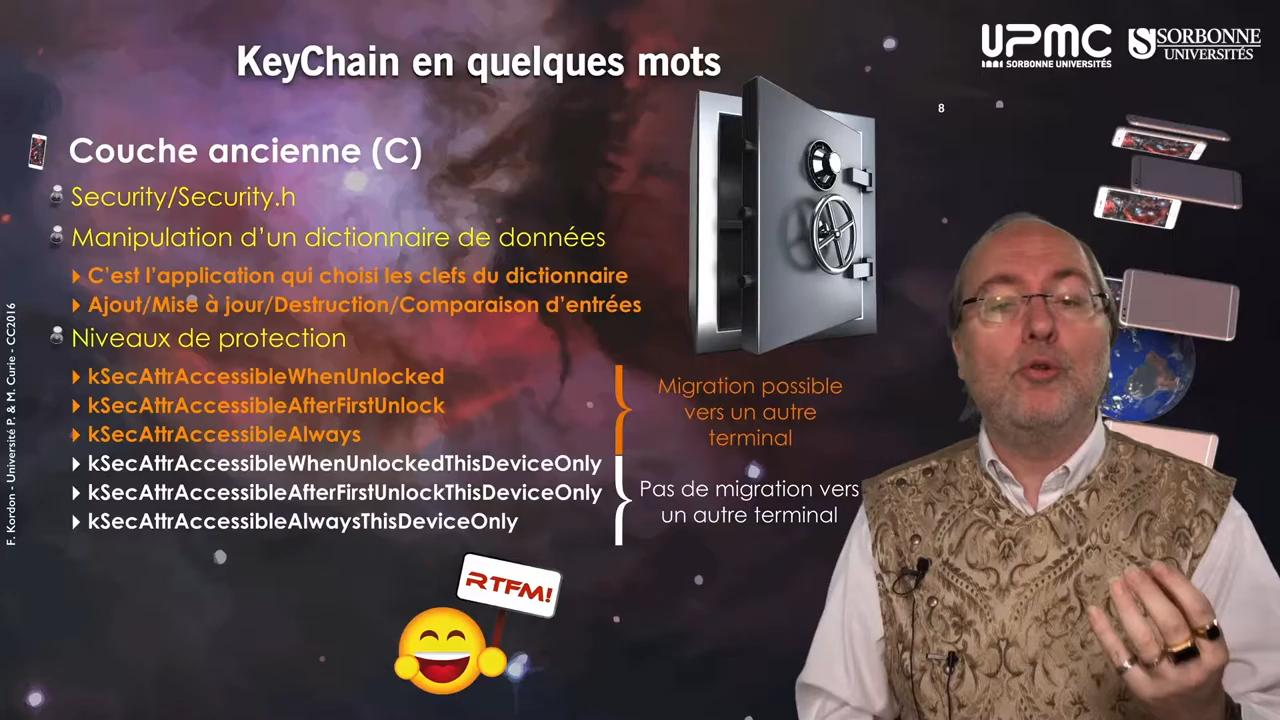 KeyChain en quelques mots
UPMC
SORBONNE UNIVERSITÉS
SORBONNE
UNIVERSITÉS
8
Couche ancienne (C)
Security/Security.h
Manipulation d'un dictionnaire de données
C'est l'application qui choisi les clefs du dictionnaire
Ajout/Mise à jour/Destruction/Comparaison d'entrées
Niveaux de protection
kSecAttrAccessibleWhenUnlocked
kSecAttrAccessibleAfterFirstUnlock
kSecAttrAccessibleAlways
kSecAttrAccessibleWhenUnlockedThisDeviceOnly
kSecAttrAccessibleAfterFirstUnlockThisDeviceOnly
kSecAttrAccessibleAlwaysThisDeviceOnly
Migration possible
vers un autre
terminal
Pas de migration vers
un autre terminal
RTFM!
F. Kordon - Université P. & M. Curie - CC2016